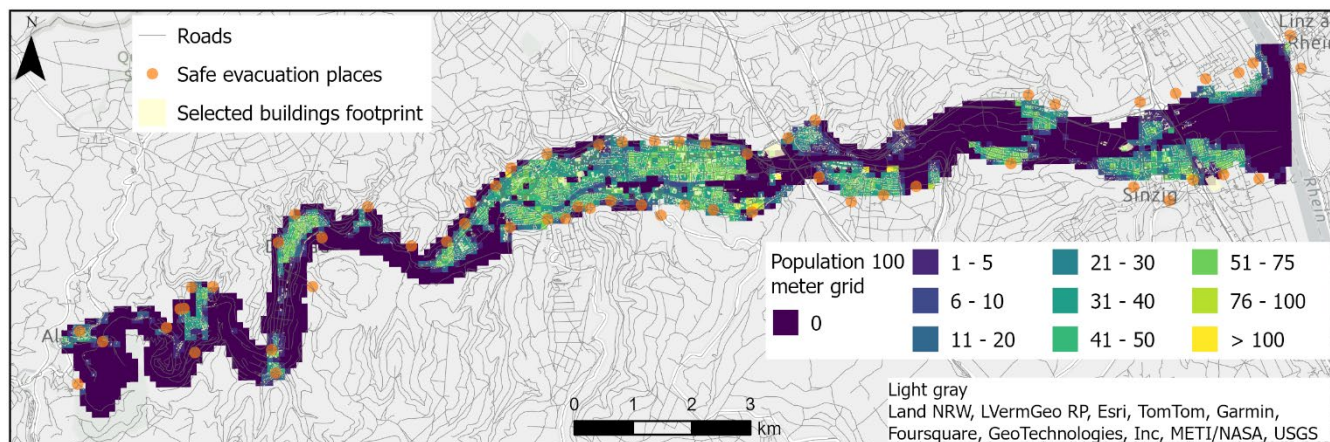 N
Roads
Safe evacuation places
Selected buildings footprint
Linz a
Rhein
Sinzig
Rhein
Al
Population 100
meter grid
0
1 - 5
6 - 10
11 - 20
21 - 30
31 - 40
41 - 50
51 - 75
76 - 100
> 100
0 1 2 3
km
Light gray
Land NRW, LVermGeo RP, Esri, TomTom, Garmin,
Foursquare, GeoTechnologies, Inc, METI/NASA, USGS